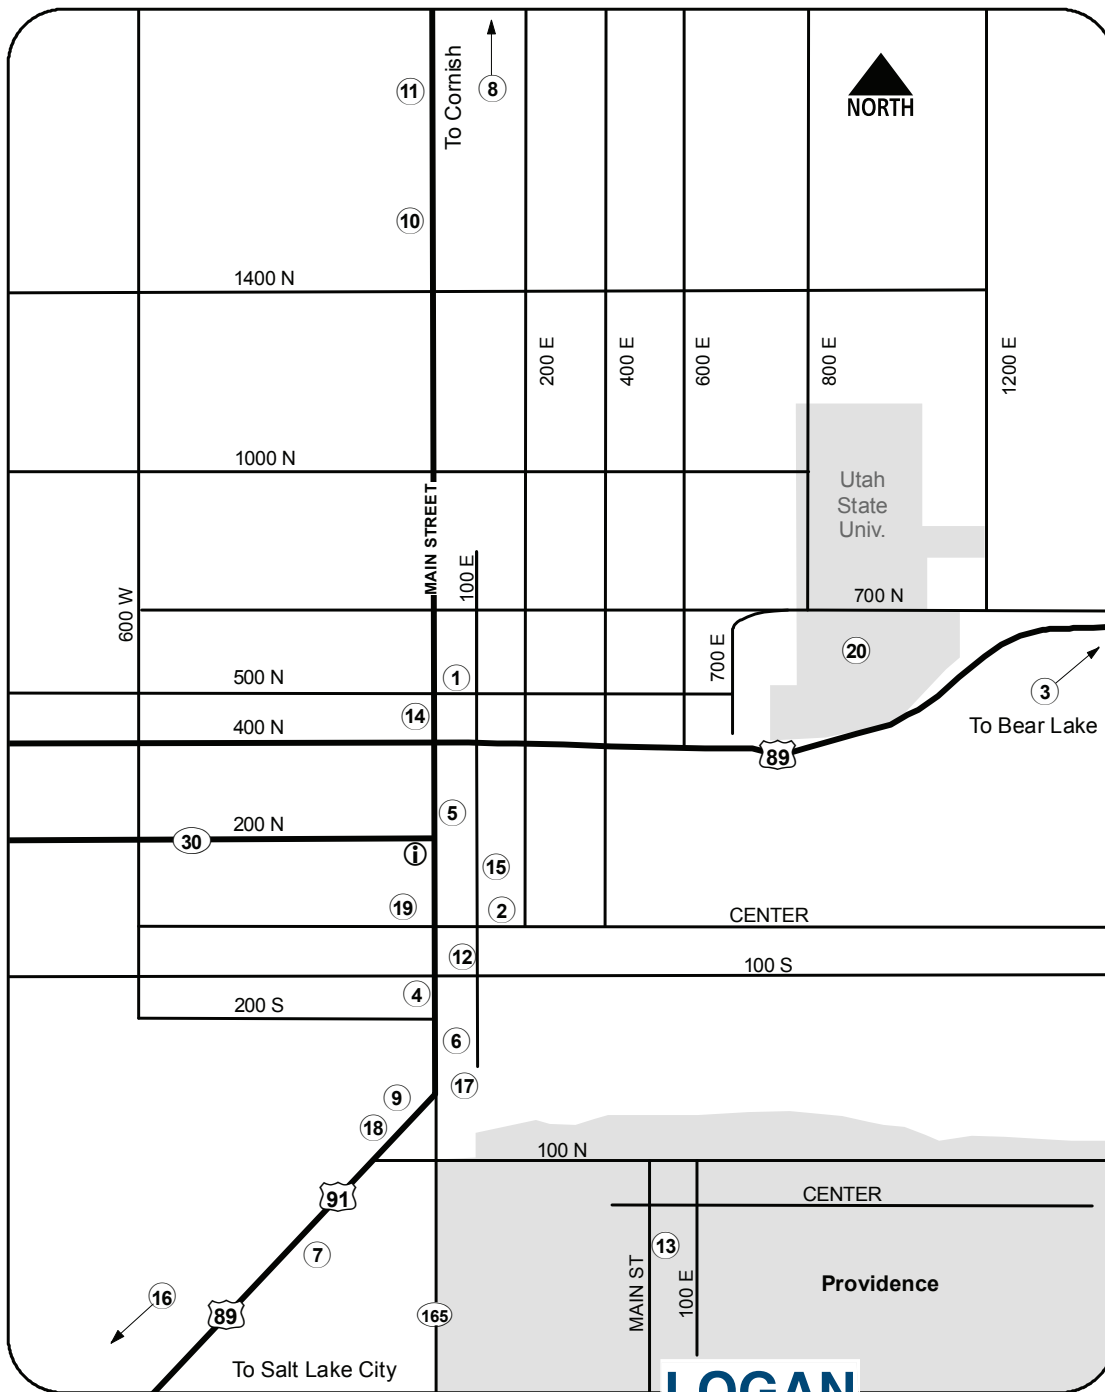 11
To Cornish
8
NORTH
10
1400 N
200 E
400 E
600 E
800 E
1200 E
1000 N
MAIN STREET
Utah
State
Univ.
100 E
600 W
700 N
700 E
20
500 N
1
3
14
400 N
To Bear Lake
89
5
200 N
30
i
15
19
2
CENTER
12
100 S
4
200 S
6
17
9
18
100 N
91
CENTER
13
7
MAIN ST
100 E
Providence
16
89
165
To Salt Lake City
LOGAN